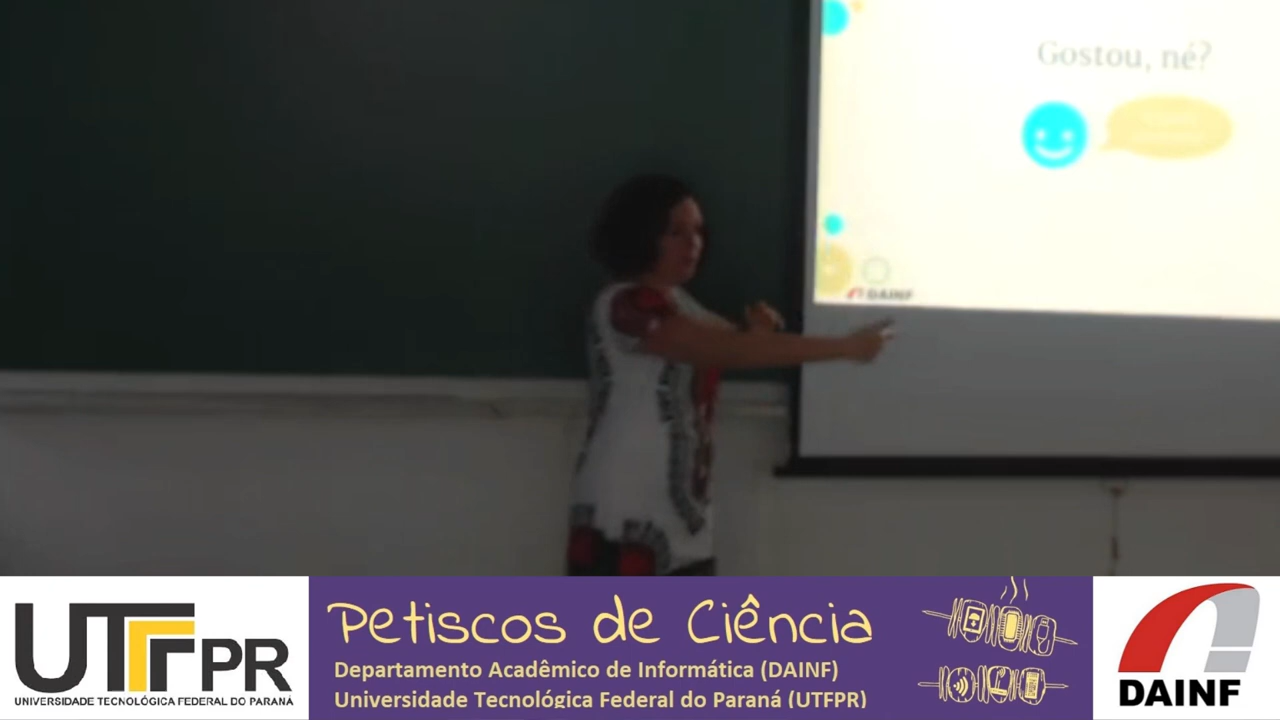 Gostou, né?
DAINF
UTFPR
UNIVERSIDADE TECNOLÓGICA FEDERAL DO PARANÁ
Petiscos de Ciência
Departamento Acadêmico de Informática (DAINF)
Universidade Tecnológica Federal do Paraná (UTFPR)
DAINF